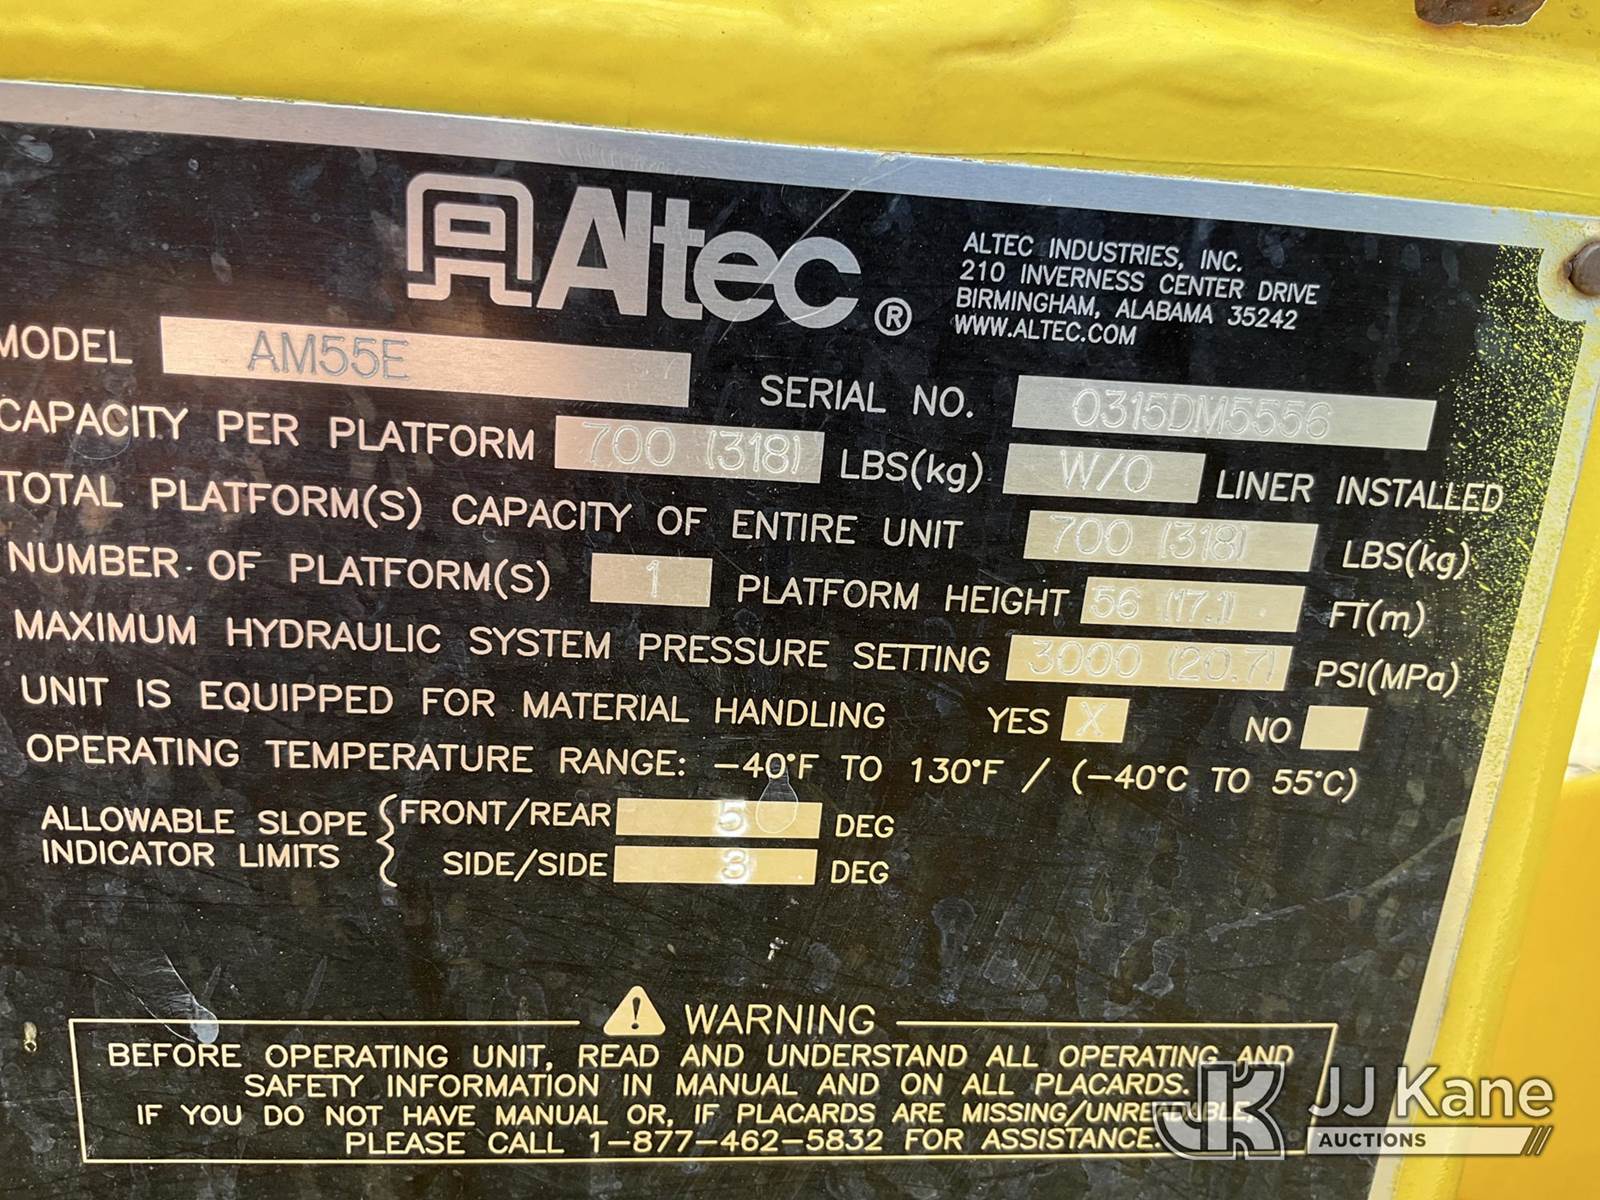 Altec ®
ALTEC INDUSTRIES, INC.
210 INVERNESS CENTER DRIVE
BIRMINGHAM, ALABAMA 35242
WWW.ALTEC.COM
MODEL AM55E
SERIAL NO. 0315DM5556
CAPACITY PER PLATFORM 700 (318) LBS(kg) W/O LINER INSTALLED
TOTAL PLATFORM(S) CAPACITY OF ENTIRE UNIT 700 (318) LBS(kg)
NUMBER OF PLATFORM(S) 1 PLATFORM HEIGHT 56 (17.1) FT(m)
MAXIMUM HYDRAULIC SYSTEM PRESSURE SETTING 3000 (20.7) PSI(MPa)
UNIT IS EQUIPPED FOR MATERIAL HANDLING YES X NO
OPERATING TEMPERATURE RANGE: -40°F TO 130°F / (-40°C TO 55°C)
ALLOWABLE SLOPE
INDICATOR LIMITS
FRONT/REAR 5 DEG
SIDE/SIDE 3 DEG
WARNING
BEFORE OPERATING UNIT, READ AND UNDERSTAND ALL OPERATING AND
SAFETY INFORMATION IN MANUAL AND ON ALL PLACARDS.
IF YOU DO NOT HAVE MANUAL OR, IF PLACARDS ARE MISSING/UNREADABLE,
PLEASE CALL 1-877-462-5832 FOR ASSISTANCE.
JK JJ Kane
AUCTIONS